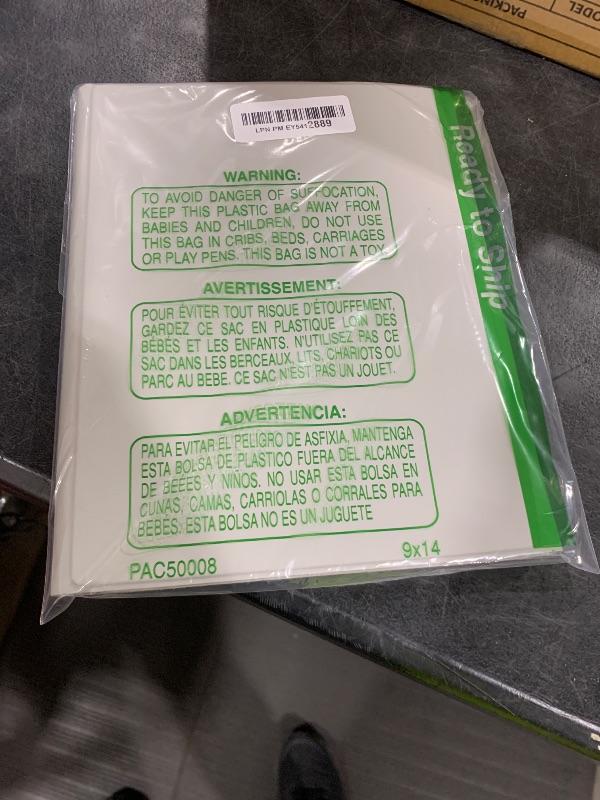 MODEL
PACKIN
LPN PM EY5412889
WARNING:
TO AVOID DANGER OF SUFFOCATION,
KEEP THIS PLASTIC BAG AWAY FROM
BABIES AND CHILDREN, DO NOT USE
THIS BAG IN CRIBS, BEDS, CARRIAGES
OR PLAY PENS. THIS BAG IS NOT A TOY
AVERTISSEMENT:
POUR ÉVITER TOUT RISQUE D'ÉTOUFFEMENT,
GARDEZ CE SAC EN PLASTIQUE LOIN DES
BÉBÉS ET LES ENFANTS. N'UTILISEZ PAS CE
SAC DANS LES BERCEAUX, LITS, CHARIOTS OU
PARC AU BEBE. CE SAC N'EST PAS UN JOUET.
ADVERTENCIA:
PARA EVITAR EL PELIGRO DE ASFIXIA, MANTENGA
ESTA BOLSA DE PLASTICO FUERA DEL ALCANCE
DE BEBES Y NIÑOS. NO USAR ESTA BOLSA EN
CUNAS, CAMAS, CARRIOLAS O CORRALES PARA
BEBÉS. ESTA BOLSA NO ES UN JUGUETE
PAC50008
9x14
Ready to Ship